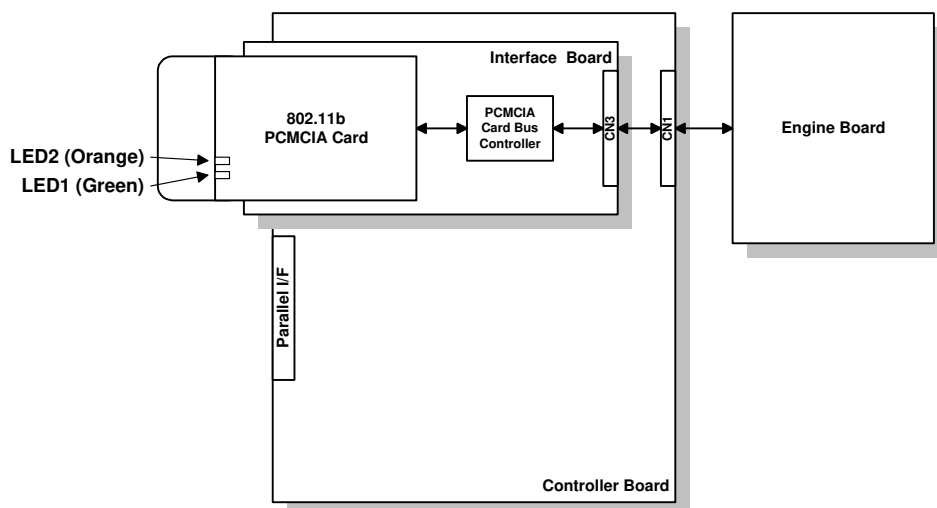 Interface Board
802.11b
PCMCIA Card
PCMCIA
Card Bus
Controller
CN3
CN1
Engine Board
LED2 (Orange)
LED1 (Green)
Parallel I/F
Controller Board